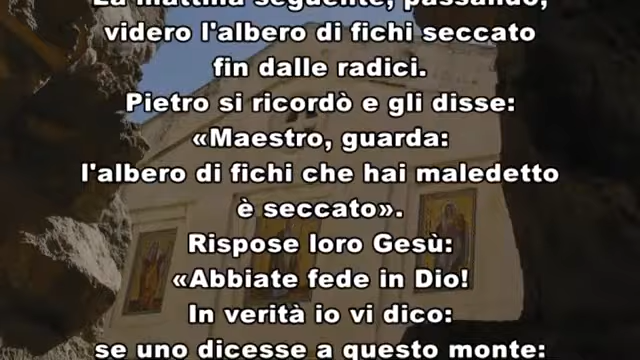 La mattina seguente, passando,
videro l'albero di fichi seccato
fin dalle radici.
Pietro si ricordò e gli disse:
«Maestro, guarda:
l'albero di fichi che hai maledetto
è seccato».
Rispose loro Gesù:
«Abbiate fede in Dio!
In verità io vi dico:
se uno dicesse a questo monte: